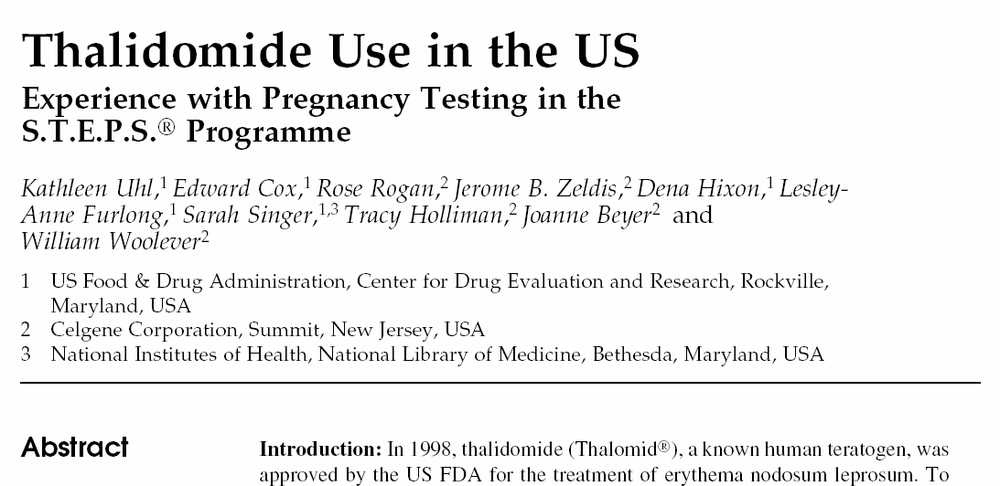 Thalidomide Use in the US
Experience with Pregnancy Testing in the
S.T.E.P.S.® Programme
Kathleen Uhl,1 Edward Cox,1 Rose Rogan,2 Jerome B. Zeldis,2 Dena Hixon,1 Lesley-
Anne Furlong,1 Sarah Singer,1,3 Tracy Holliman,2 Joanne Beyer2 and
William Woolever2
1 US Food & Drug Administration, Center for Drug Evaluation and Research, Rockville,
Maryland, USA
2 Celgene Corporation, Summit, New Jersey, USA
3 National Institutes of Health, National Library of Medicine, Bethesda, Maryland, USA
Abstract
Introduction: In 1998, thalidomide (Thalomid®), a known human teratogen, was
approved by the US FDA for the treatment of erythema nodosum leprosum. To